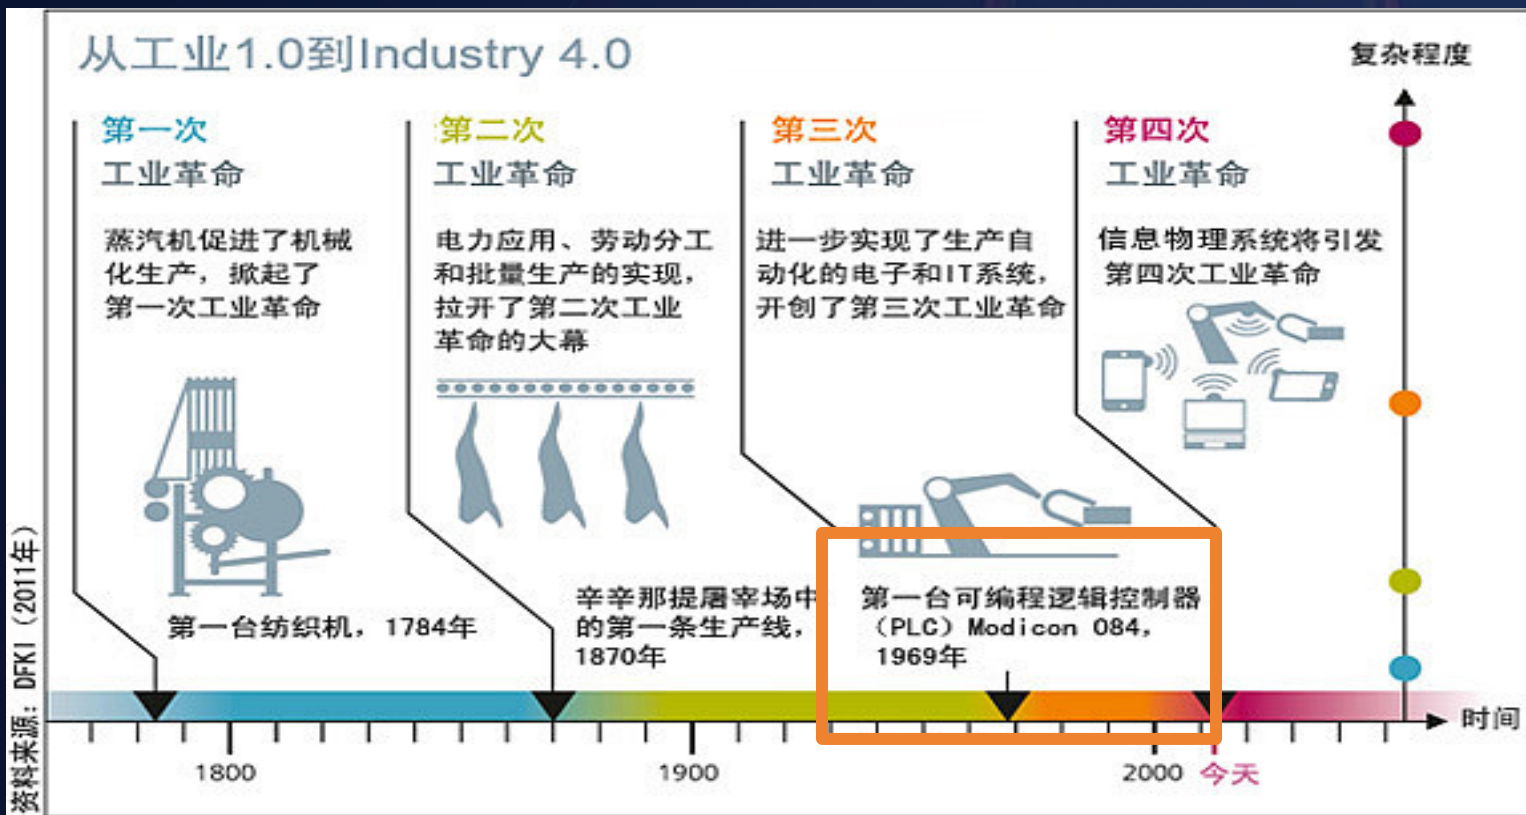 从工业1.0到Industry 4.0
复杂程度
第一次
工业革命
蒸汽机促进了机械
化生产，掀起了
第一次工业革命
第一台纺织机，1784年
第二次
工业革命
电力应用、劳动分工
和批量生产的实现，
拉开了第二次工业
革命的大幕
辛辛那提屠宰场中
的第一条生产线，
1870年
第三次
工业革命
进一步实现了生产自
动化的电子和IT系统，
开创了第三次工业革命
第一台可编程逻辑控制器
（PLC）Modicon 084，
1969年
第四次
工业革命
信息物理系统将引发
第四次工业革命
时间
1800
1900
2000
今天
资料来源：DFKI（2011年）